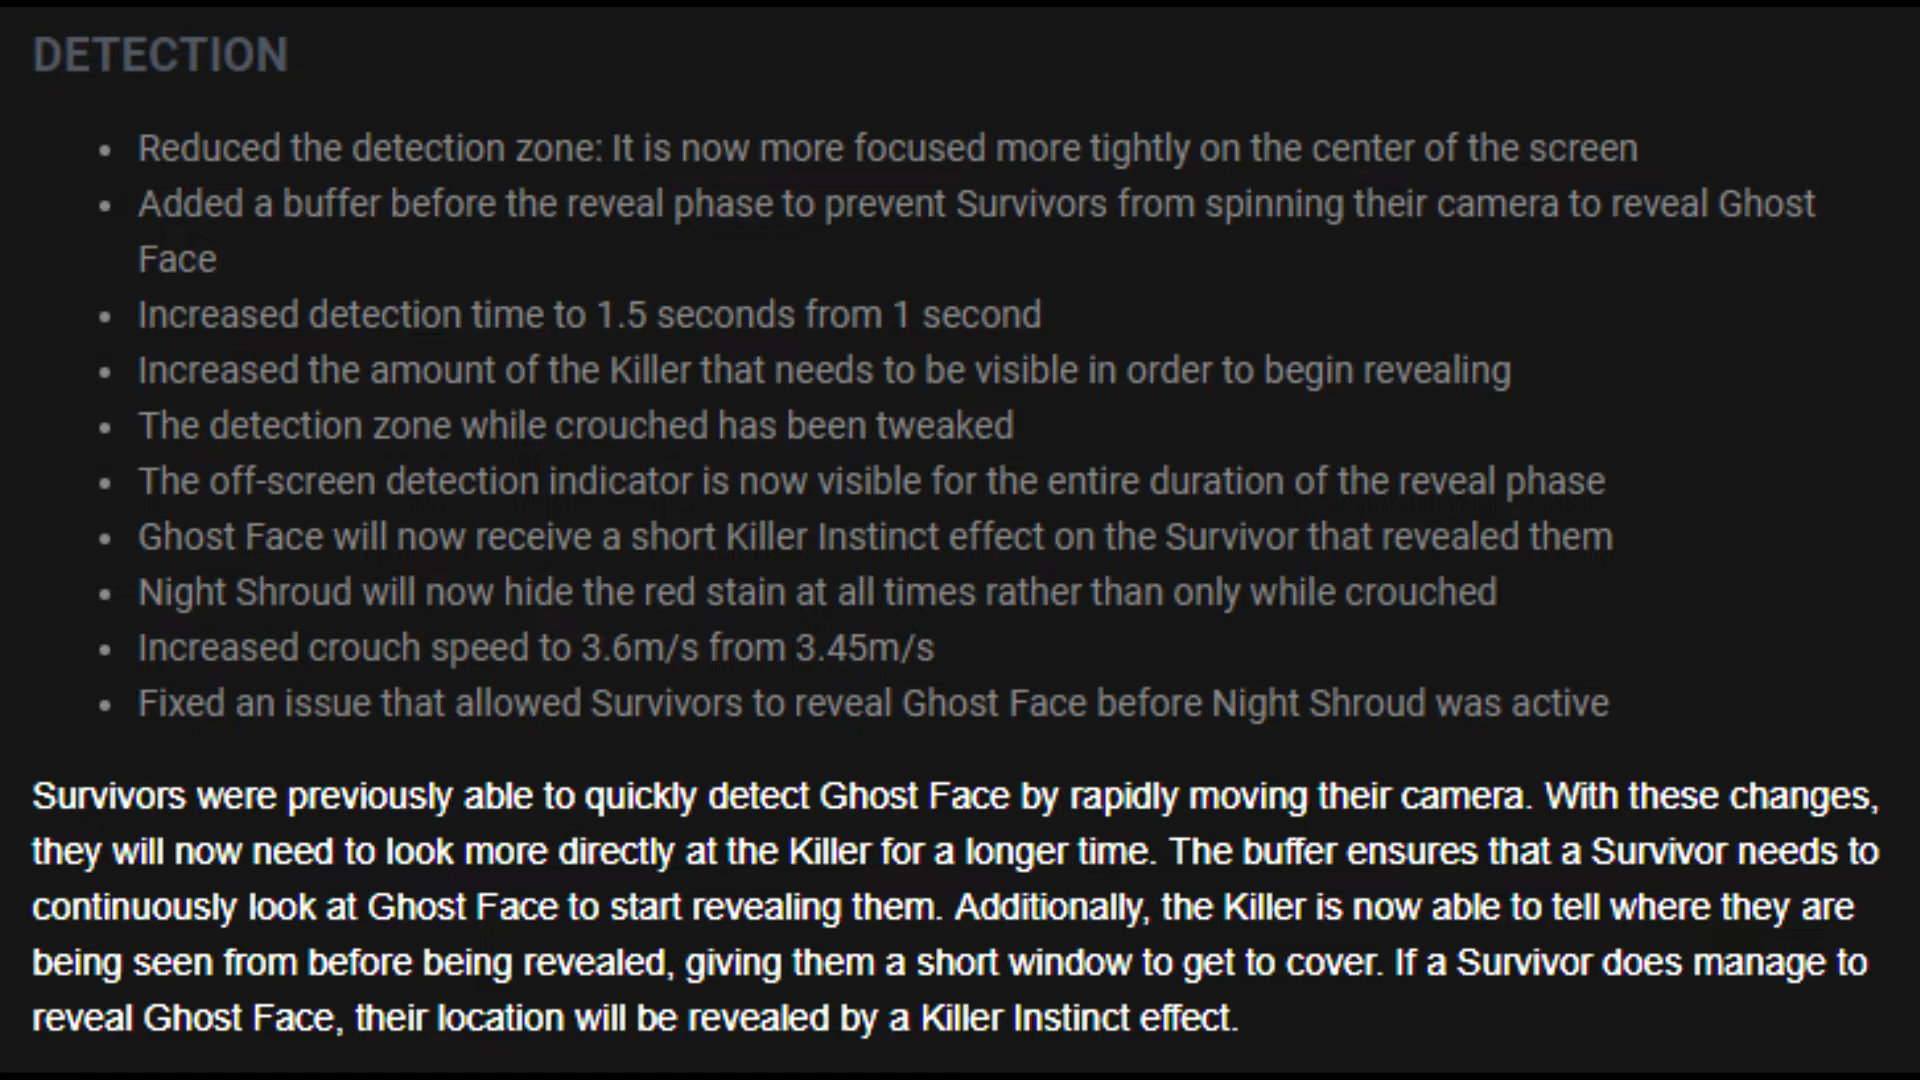 DETECTION
• Reduced the detection zone: It is now more focused more tightly on the center of the screen
• Added a buffer before the reveal phase to prevent Survivors from spinning their camera to reveal Ghost
Face
• Increased detection time to 1.5 seconds from 1 second
• Increased the amount of the Killer that needs to be visible in order to begin revealing
• The detection zone while crouched has been tweaked
• The off-screen detection indicator is now visible for the entire duration of the reveal phase
• Ghost Face will now receive a short Killer Instinct effect on the Survivor that revealed them
• Night Shroud will now hide the red stain at all times rather than only while crouched
• Increased crouch speed to 3.6m/s from 3.45m/s
• Fixed an issue that allowed Survivors to reveal Ghost Face before Night Shroud was active
Survivors were previously able to quickly detect Ghost Face by rapidly moving their camera. With these changes,
they will now need to look more directly at the Killer for a longer time. The buffer ensures that a Survivor needs to
continuously look at Ghost Face to start revealing them. Additionally, the Killer is now able to tell where they are
being seen from before being revealed, giving them a short window to get to cover. If a Survivor does manage to
reveal Ghost Face, their location will be revealed by a Killer Instinct effect.